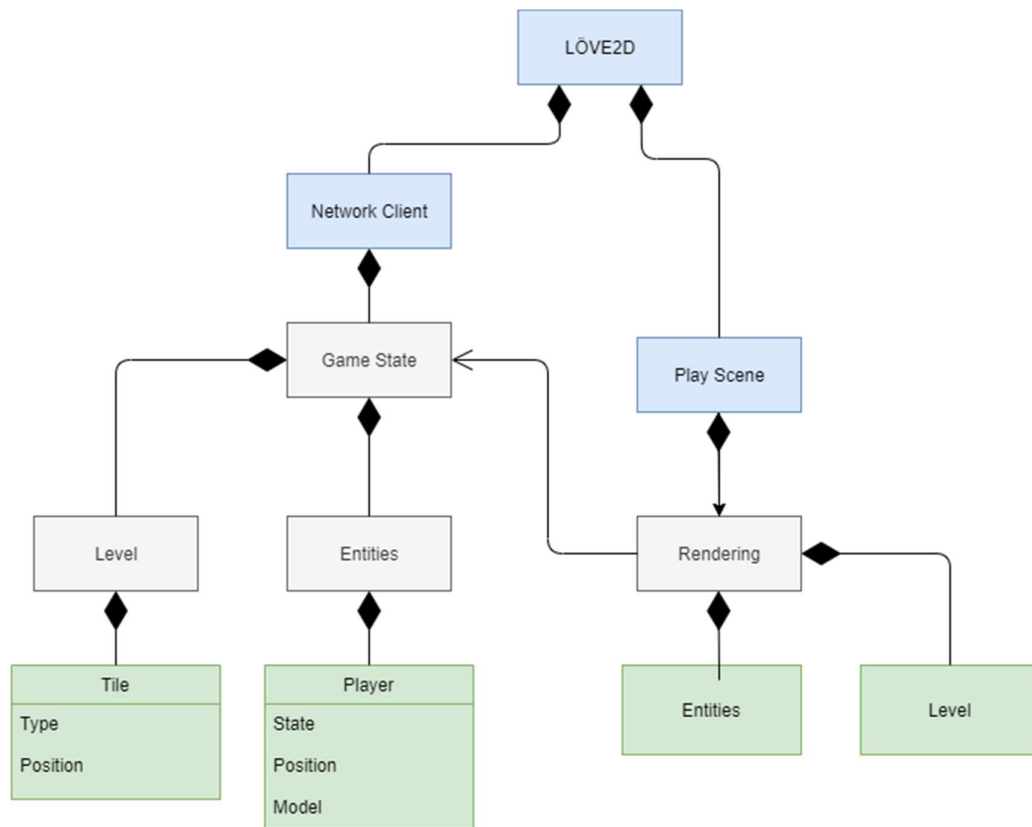 LÖVE2D
Network Client
Game State
Play Scene
Level
Entities
Rendering
Tile
Type
Position
Player
State
Position
Model
Entities
Level